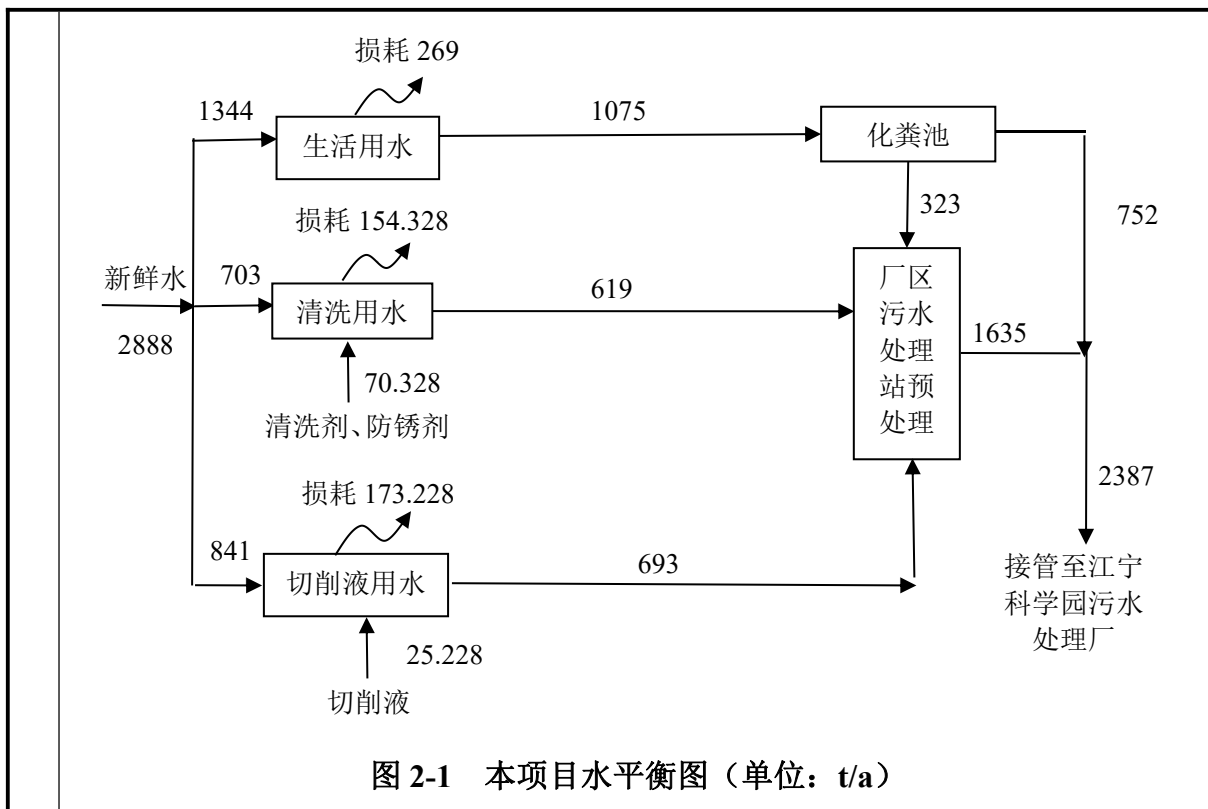 损耗 269
1344
生活用水
1075
化粪池
323
752
损耗 154.328
新鲜水
703
清洗用水
619
厂区
污水
处理
站预
处理
1635
2888
70.328
清洗剂、防锈剂
损耗 173.228
841
切削液用水
693
2387
接管至江宁
科学园污水
处理厂
25.228
切削液
图 2-1 本项目水平衡图（单位：t/a）